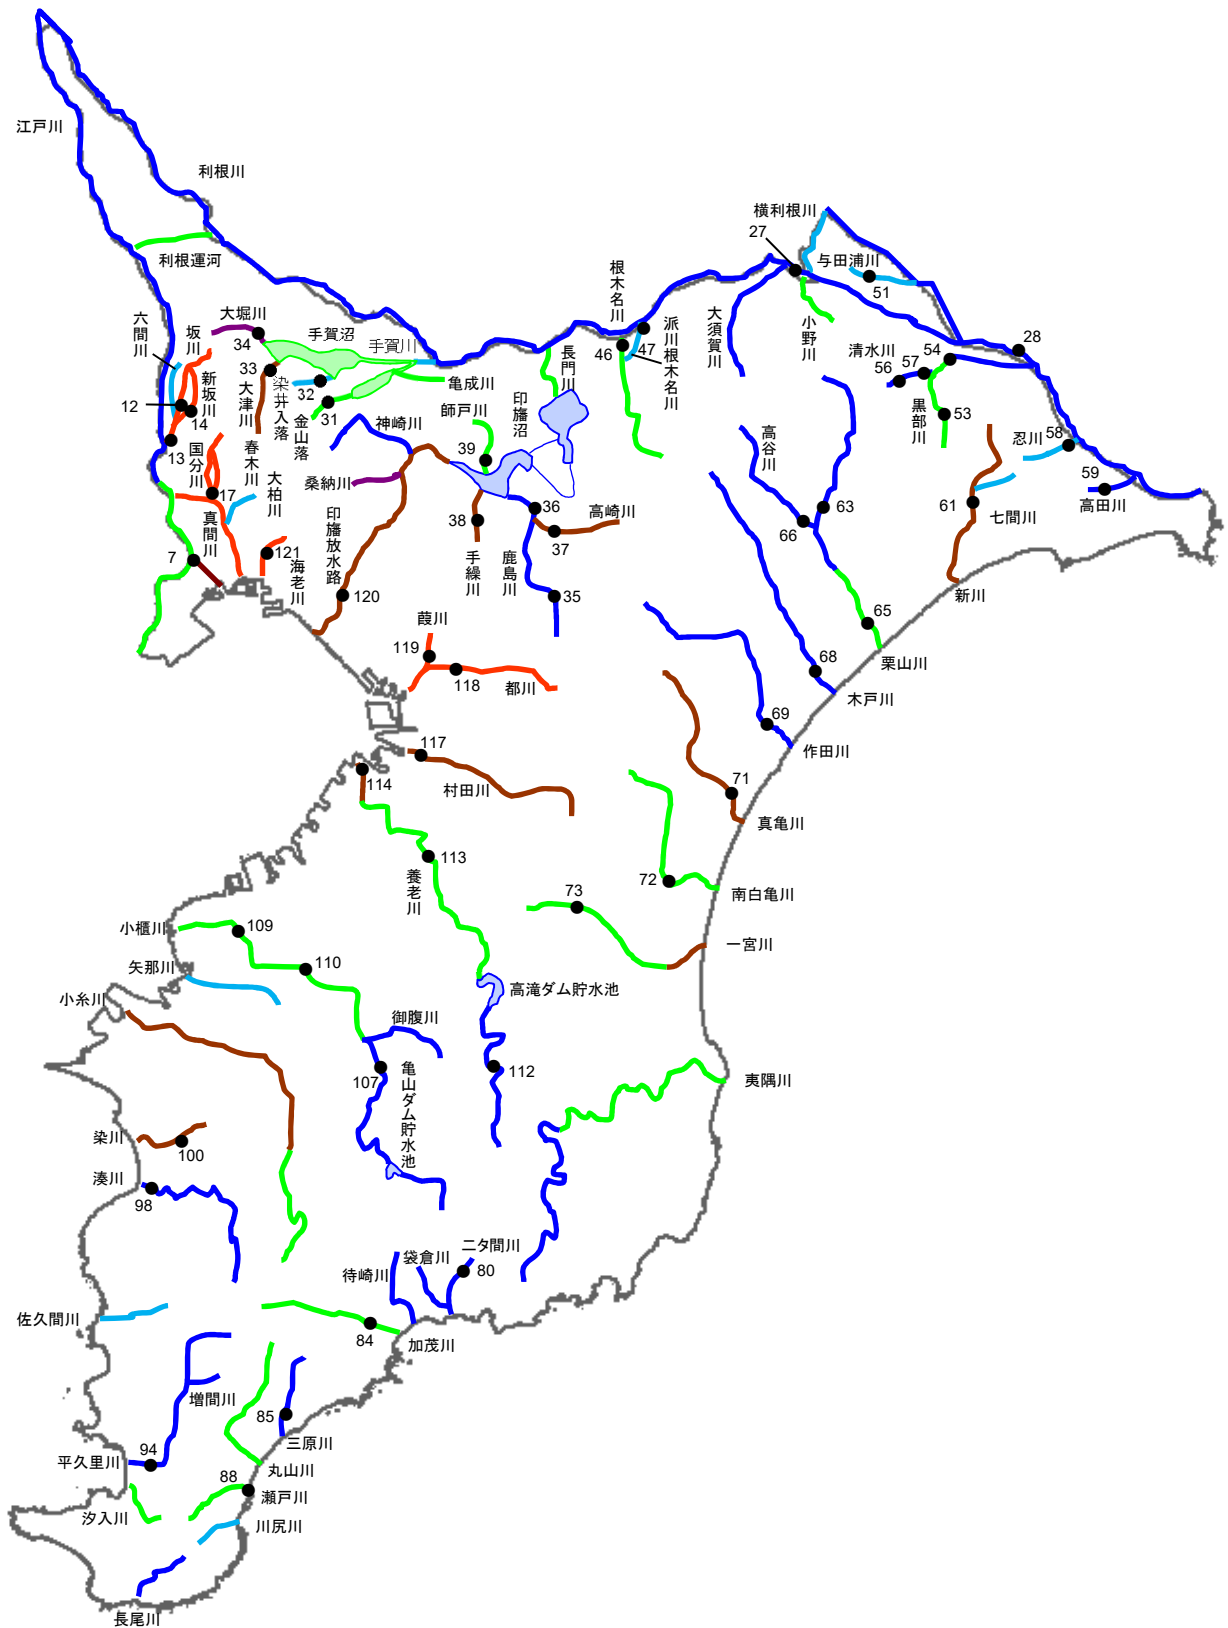 江戸川
利根川
横利根川
27
利根運河
与田浦川
51
根木名川
派川根木名川
大須賀川
小野川
六間川
坂川
大堀川
手賀沼
手賀川
34
46
47
長門川
28
清水川
54
57
56
新坂川
33
大津川
染井入落
32
亀成川
印旛沼
12
14
金山落
31
師戸川
神崎川
黒部川
53
高谷川
忍川
58
13
国分川
春木川
39
17
大柏川
桑納川
59
高田川
真間川
印旛放水路
36
高崎川
63
61
七間川
38
37
66
7
121
海老川
手繰川
鹿島川
120
35
新川
葭川
65
119
118
都川
栗山川
68
木戸川
69
作田川
117
114
村田川
71
真亀川
113
養老川
72
南白亀川
73
小櫃川
109
一宮川
矢那川
110
高滝ダム貯水池
小糸川
御腹川
107
亀山ダム貯水池
112
夷隅川
染川
100
湊川
98
二タ間川
袋倉川
80
待崎川
佐久間川
84
加茂川
増間川
85
三原川
94
平久里川
丸山川
88
瀬戸川
汐入川
川尻川
長尾川